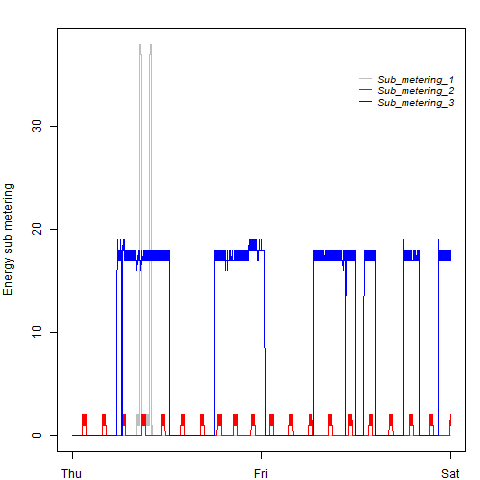 Sub_metering_1
Sub_metering_2
Sub_metering_3
Energy sub metering
30
20
10
0
Thu
Fri
Sat